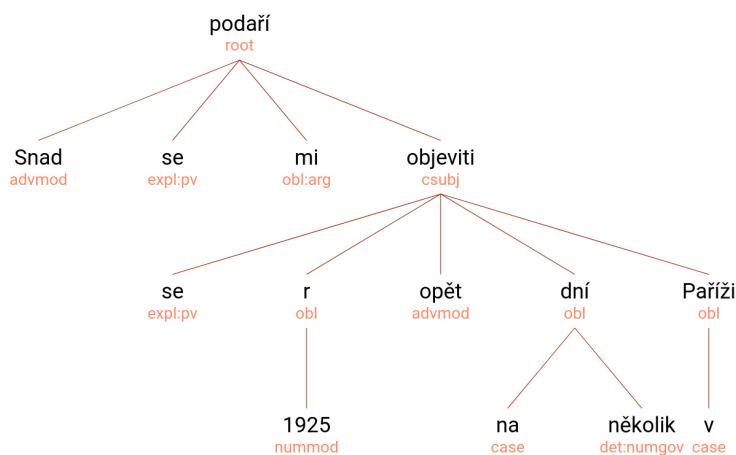 podaří
root
Snad se mi objeviti
advmod expl:pv obl:arg csubj
se r opět dní Paříži
expl:pv obl advmod obl obl
1925 na několik v
nummod case det:numgov case